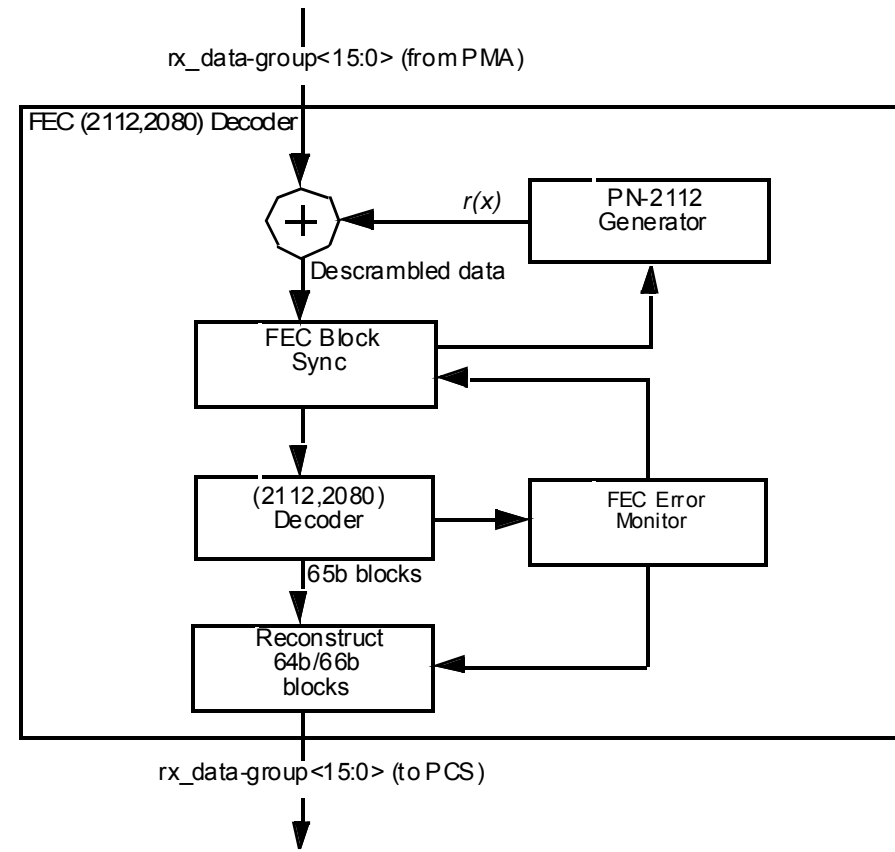 rx_data-group<15:0> (from PMA)
FEC (2112,2080) Decoder
r(x)
PN-2112
Generator
+
Descrambled data
FEC Block
Sync
(2112,2080)
Decoder
FEC Error
Monitor
65b blocks
Reconstruct
64b/66b
blocks
rx_data-group<15:0> (to PCS)